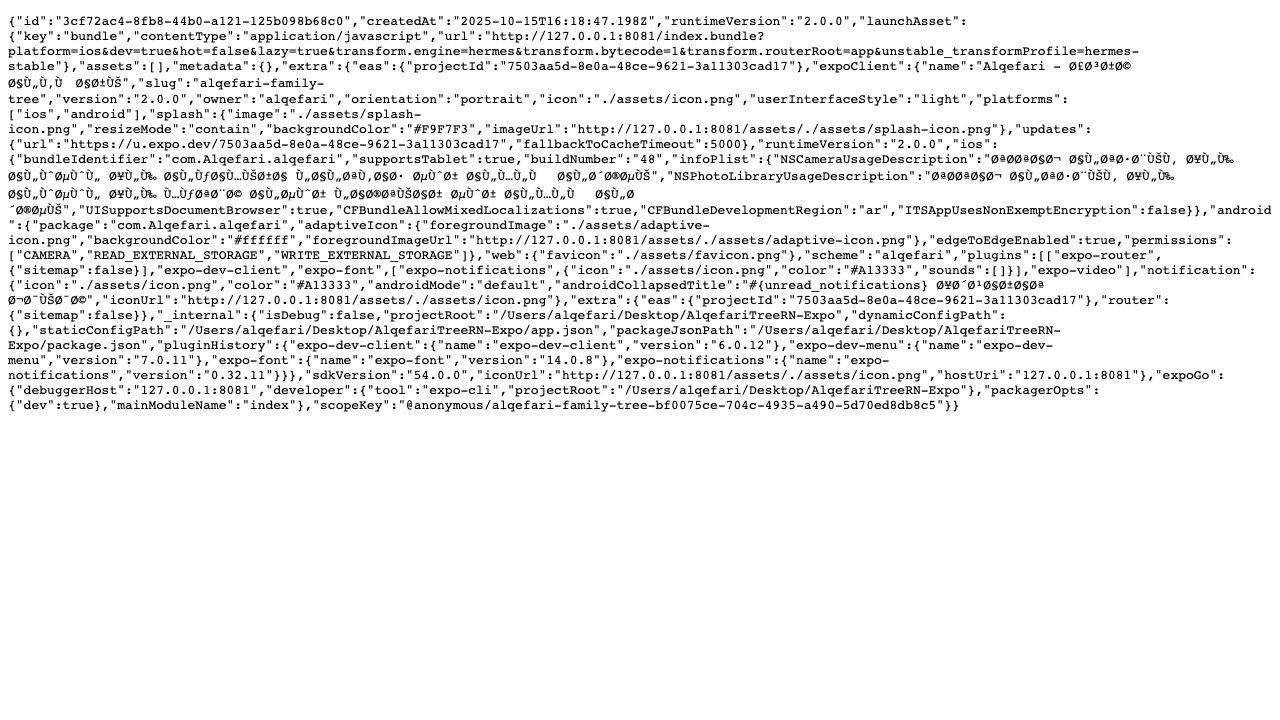 {"id":"3cf72ac4-8fb8-44b0-a121-125b098b68c0","createdAt":"2025-10-15T16:18:47.198Z","runtimeVersion":"2.0.0","launchAsset":
{"key":"bundle","contentType":"application/javascript","url":"http://127.0.0.1:8081/index.bundle?
platform=ios&dev=true&hot=false&lazy=true&transform.engine=hermes&transform.bytecode=1&transform.routerRoot=app&unstable_transformProfile=hermes-
stable"},"assets":[],"metadata":{},"extra":{"eas":{"projectId":"7503aa5d-8e0a-48ce-9621-3a11303cad17"},"expoClient":{"name":"Alqefari - Ø£Ø³Ø±Ø©
Ø§Ù„Ù‚Ù Ø§Ø±ÙŠ","slug":"alqefari-family-
tree","version":"2.0.0","owner":"alqefari","orientation":"portrait","icon":"./assets/icon.png","userInterfaceStyle":"light","platforms":
["ios","android"],"splash":{"image":"./assets/splash-
icon.png","resizeMode":"contain","backgroundColor":"#F9F7F3","imageUrl":"http://127.0.0.1:8081/assets/./assets/splash-icon.png"},"updates":
{"url":"https://u.expo.dev/7503aa5d-8e0a-48ce-9621-3a11303cad17","fallbackToCacheTimeout":5000},"runtimeVersion":"2.0.0","ios":
{"bundleIdentifier":"com.Alqefari.alqefari","supportsTablet":true,"buildNumber":"48","infoPlist":{"NSCameraUsageDescription":"ØªØØªØ§Ø¬ Ø§Ù„ØªØ·Ø¨ÙŠÙ‚ Ø¥Ù„Ù‰
Ø§Ù„ÙˆØµÙˆÙ„ Ø¥Ù„Ù‰ Ø§Ù„ÙƒØ§Ù…ÙŠØ±Ø§ Ù„Ø§Ù„ØªÙ‚Ø§Ø· ØµÙˆØ± Ø§Ù„Ù…Ù„Ù Ø§Ù„Ø´Ø®ØµÙŠ","NSPhotoLibraryUsageDescription":"ØªØØªØ§Ø¬ Ø§Ù„ØªØ·Ø¨ÙŠÙ‚ Ø¥Ù„Ù‰
Ø§Ù„ÙˆØµÙˆÙ„ Ø¥Ù„Ù‰ Ù…ÙƒØªØ¨Ø© Ø§Ù„ØµÙˆØ± Ù„Ø§Ø®ØªÙŠØ§Ø± ØµÙˆØ± Ø§Ù„Ù…Ù„Ù Ø§Ù„Ø
´Ø®ØµÙŠ","UISupportsDocumentBrowser":true,"CFBundleAllowMixedLocalizations":true,"CFBundleDevelopmentRegion":"ar","ITSAppUsesNonExemptEncryption":false}},"android
":{"package":"com.Alqefari.alqefari","adaptiveIcon":{"foregroundImage":"./assets/adaptive-
icon.png","backgroundColor":"#ffffff","foregroundImageUrl":"http://127.0.0.1:8081/assets/./assets/adaptive-icon.png"},"edgeToEdgeEnabled":true,"permissions":
["CAMERA","READ_EXTERNAL_STORAGE","WRITE_EXTERNAL_STORAGE"]},"web":{"favicon":"./assets/favicon.png"},"scheme":"alqefari","plugins":[["expo-router",
{"sitemap":false}],"expo-dev-client","expo-font",["expo-notifications",{"icon":"./assets/icon.png","color":"#A13333","sounds":[]}],"expo-video"],"notification":
{"icon":"./assets/icon.png","color":"#A13333","androidMode":"default","androidCollapsedTitle":"#{unread_notifications} Ø¥Ø´Ø¹Ø§Ø±Ø§Øª
Ø¬Ø¯ÙŠØ¯Ø©","iconUrl":"http://127.0.0.1:8081/assets/./assets/icon.png"},"extra":{"eas":{"projectId":"7503aa5d-8e0a-48ce-9621-3a11303cad17"},"router":
{"sitemap":false}},"_internal":{"isDebug":false,"projectRoot":"/Users/alqefari/Desktop/AlqefariTreeRN-Expo","dynamicConfigPath":
{},"staticConfigPath":"/Users/alqefari/Desktop/AlqefariTreeRN-Expo/app.json","packageJsonPath":"/Users/alqefari/Desktop/AlqefariTreeRN-
Expo/package.json","pluginHistory":{"expo-dev-client":{"name":"expo-dev-client","version":"6.0.12"},"expo-dev-menu":{"name":"expo-dev-
menu","version":"7.0.11"},"expo-font":{"name":"expo-font","version":"14.0.8"},"expo-notifications":{"name":"expo-
notifications","version":"0.32.11"}}},"sdkVersion":"54.0.0","iconUrl":"http://127.0.0.1:8081/assets/./assets/icon.png","hostUri":"127.0.0.1:8081"},"expoGo":
{"debuggerHost":"127.0.0.1:8081","developer":{"tool":"expo-cli","projectRoot":"/Users/alqefari/Desktop/AlqefariTreeRN-Expo"},"packagerOpts":
{"dev":true},"mainModuleName":"index"},"scopeKey":"@anonymous/alqefari-family-tree-bf0075ce-704c-4935-a490-5d70ed8db8c5"}}